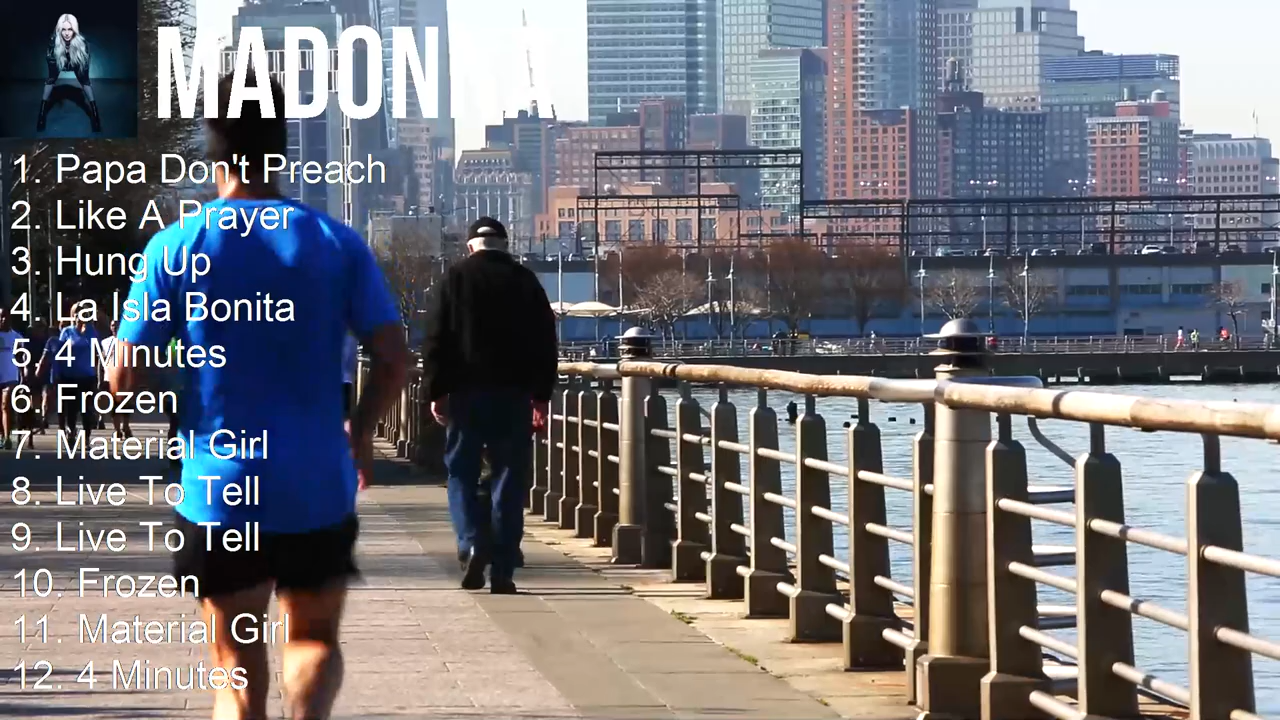 MADONNA
1. Papa Don't Preach
2. Like A Prayer
3. Hung Up
4. La Isla Bonita
5. 4 Minutes
6. Frozen
7. Material Girl
8. Live To Tell
9. Live To Tell
10. Frozen
11. Material Girl
12. 4 Minutes